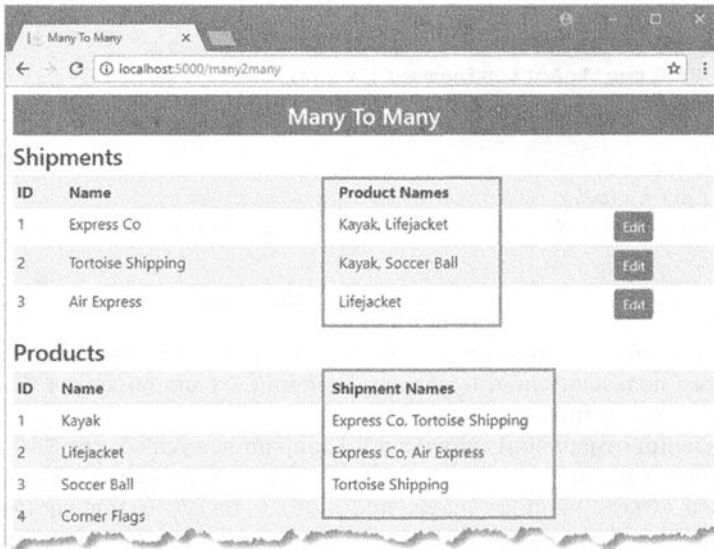 Many To Many
localhost:5000/many2many
Many To Many
Shipments
ID Name Product Names
1 Express Co Kayak, Lifejacket Edit
2 Tortoise Shipping Kayak, Soccer Ball Edit
3 Air Express Lifejacket Edit
Products
ID Name Shipment Names
1 Kayak Express Co, Tortoise Shipping
2 Lifejacket Express Co, Air Express
3 Soccer Ball Tortoise Shipping
4 Corner Flags